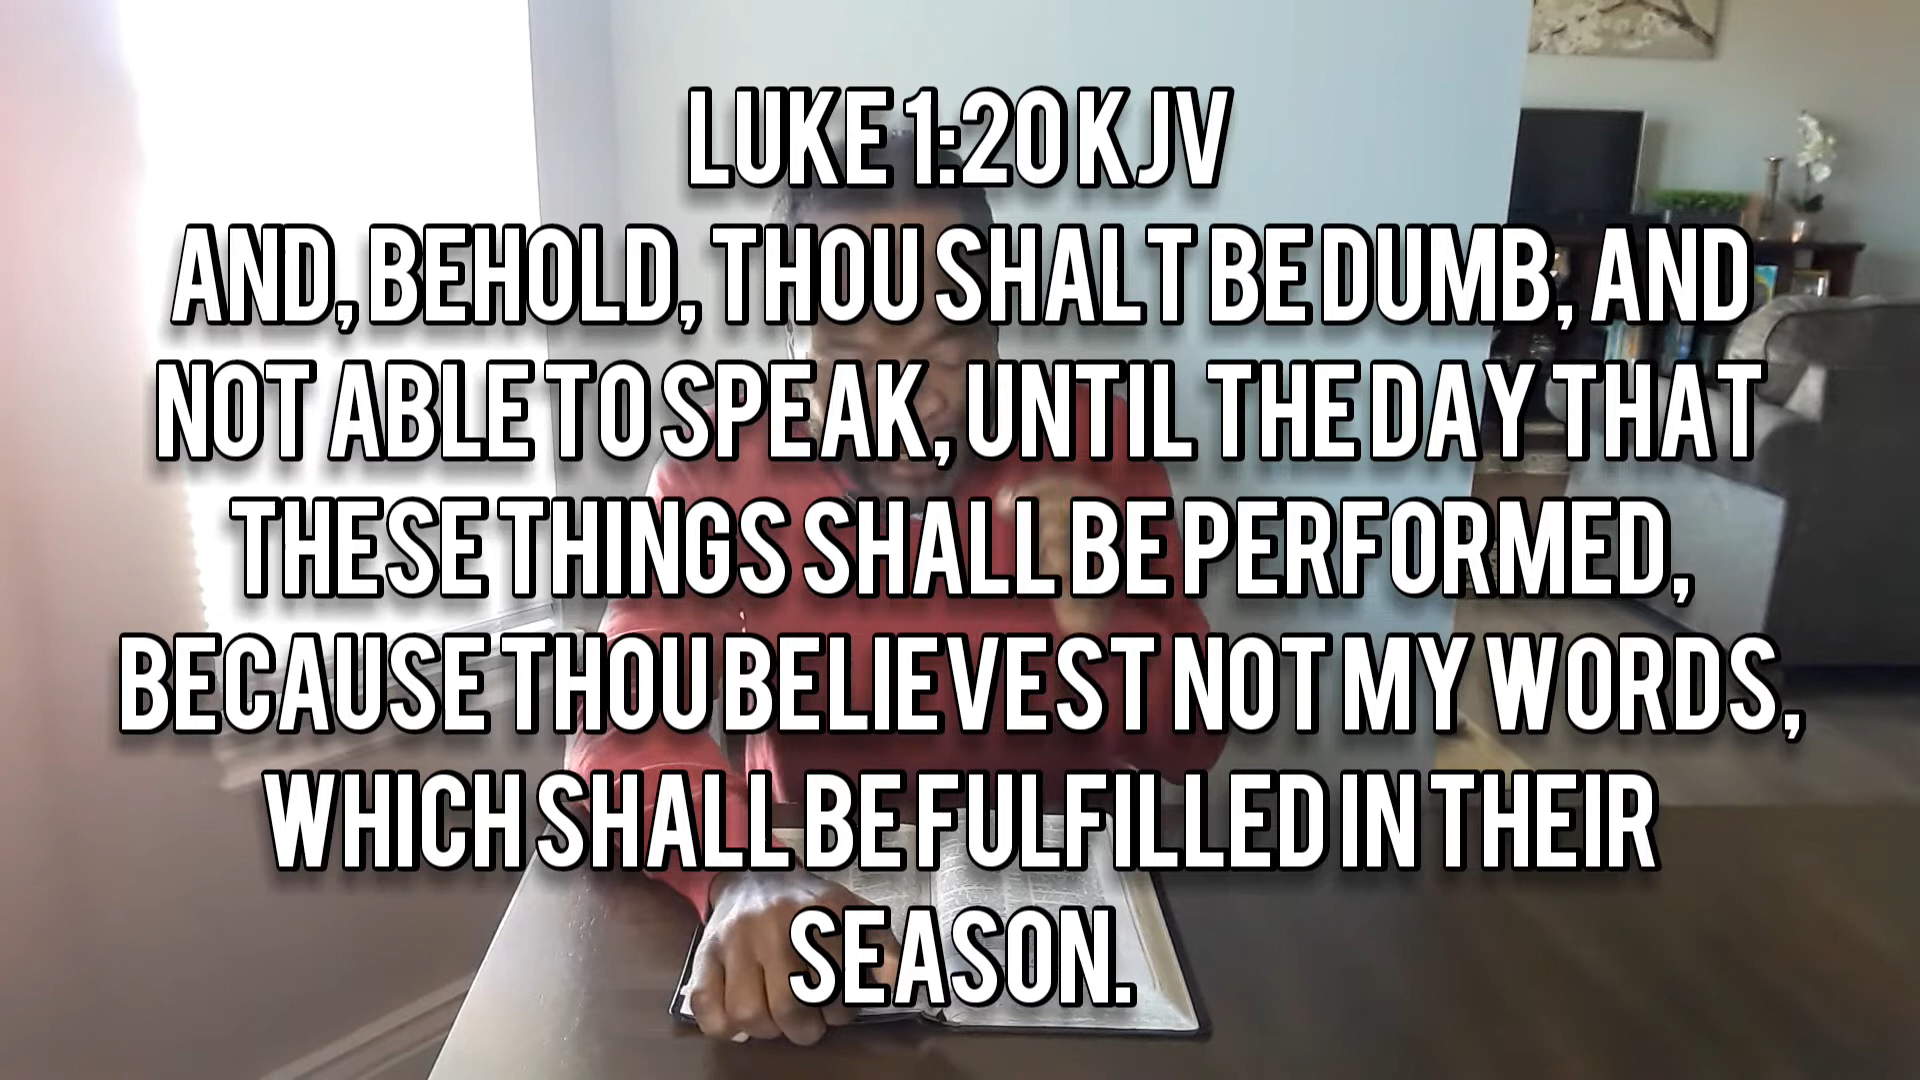 LUKE 1:20 KJV
AND, BEHOLD, THOU SHALT BE DUMB, AND
NOT ABLE TO SPEAK, UNTIL THE DAY THAT
THESE THINGS SHALL BE PERFORMED,
BECAUSE THOU BELIEVEST NOT MY WORDS,
WHICH SHALL BE FULFILLED IN THEIR
SEASON.